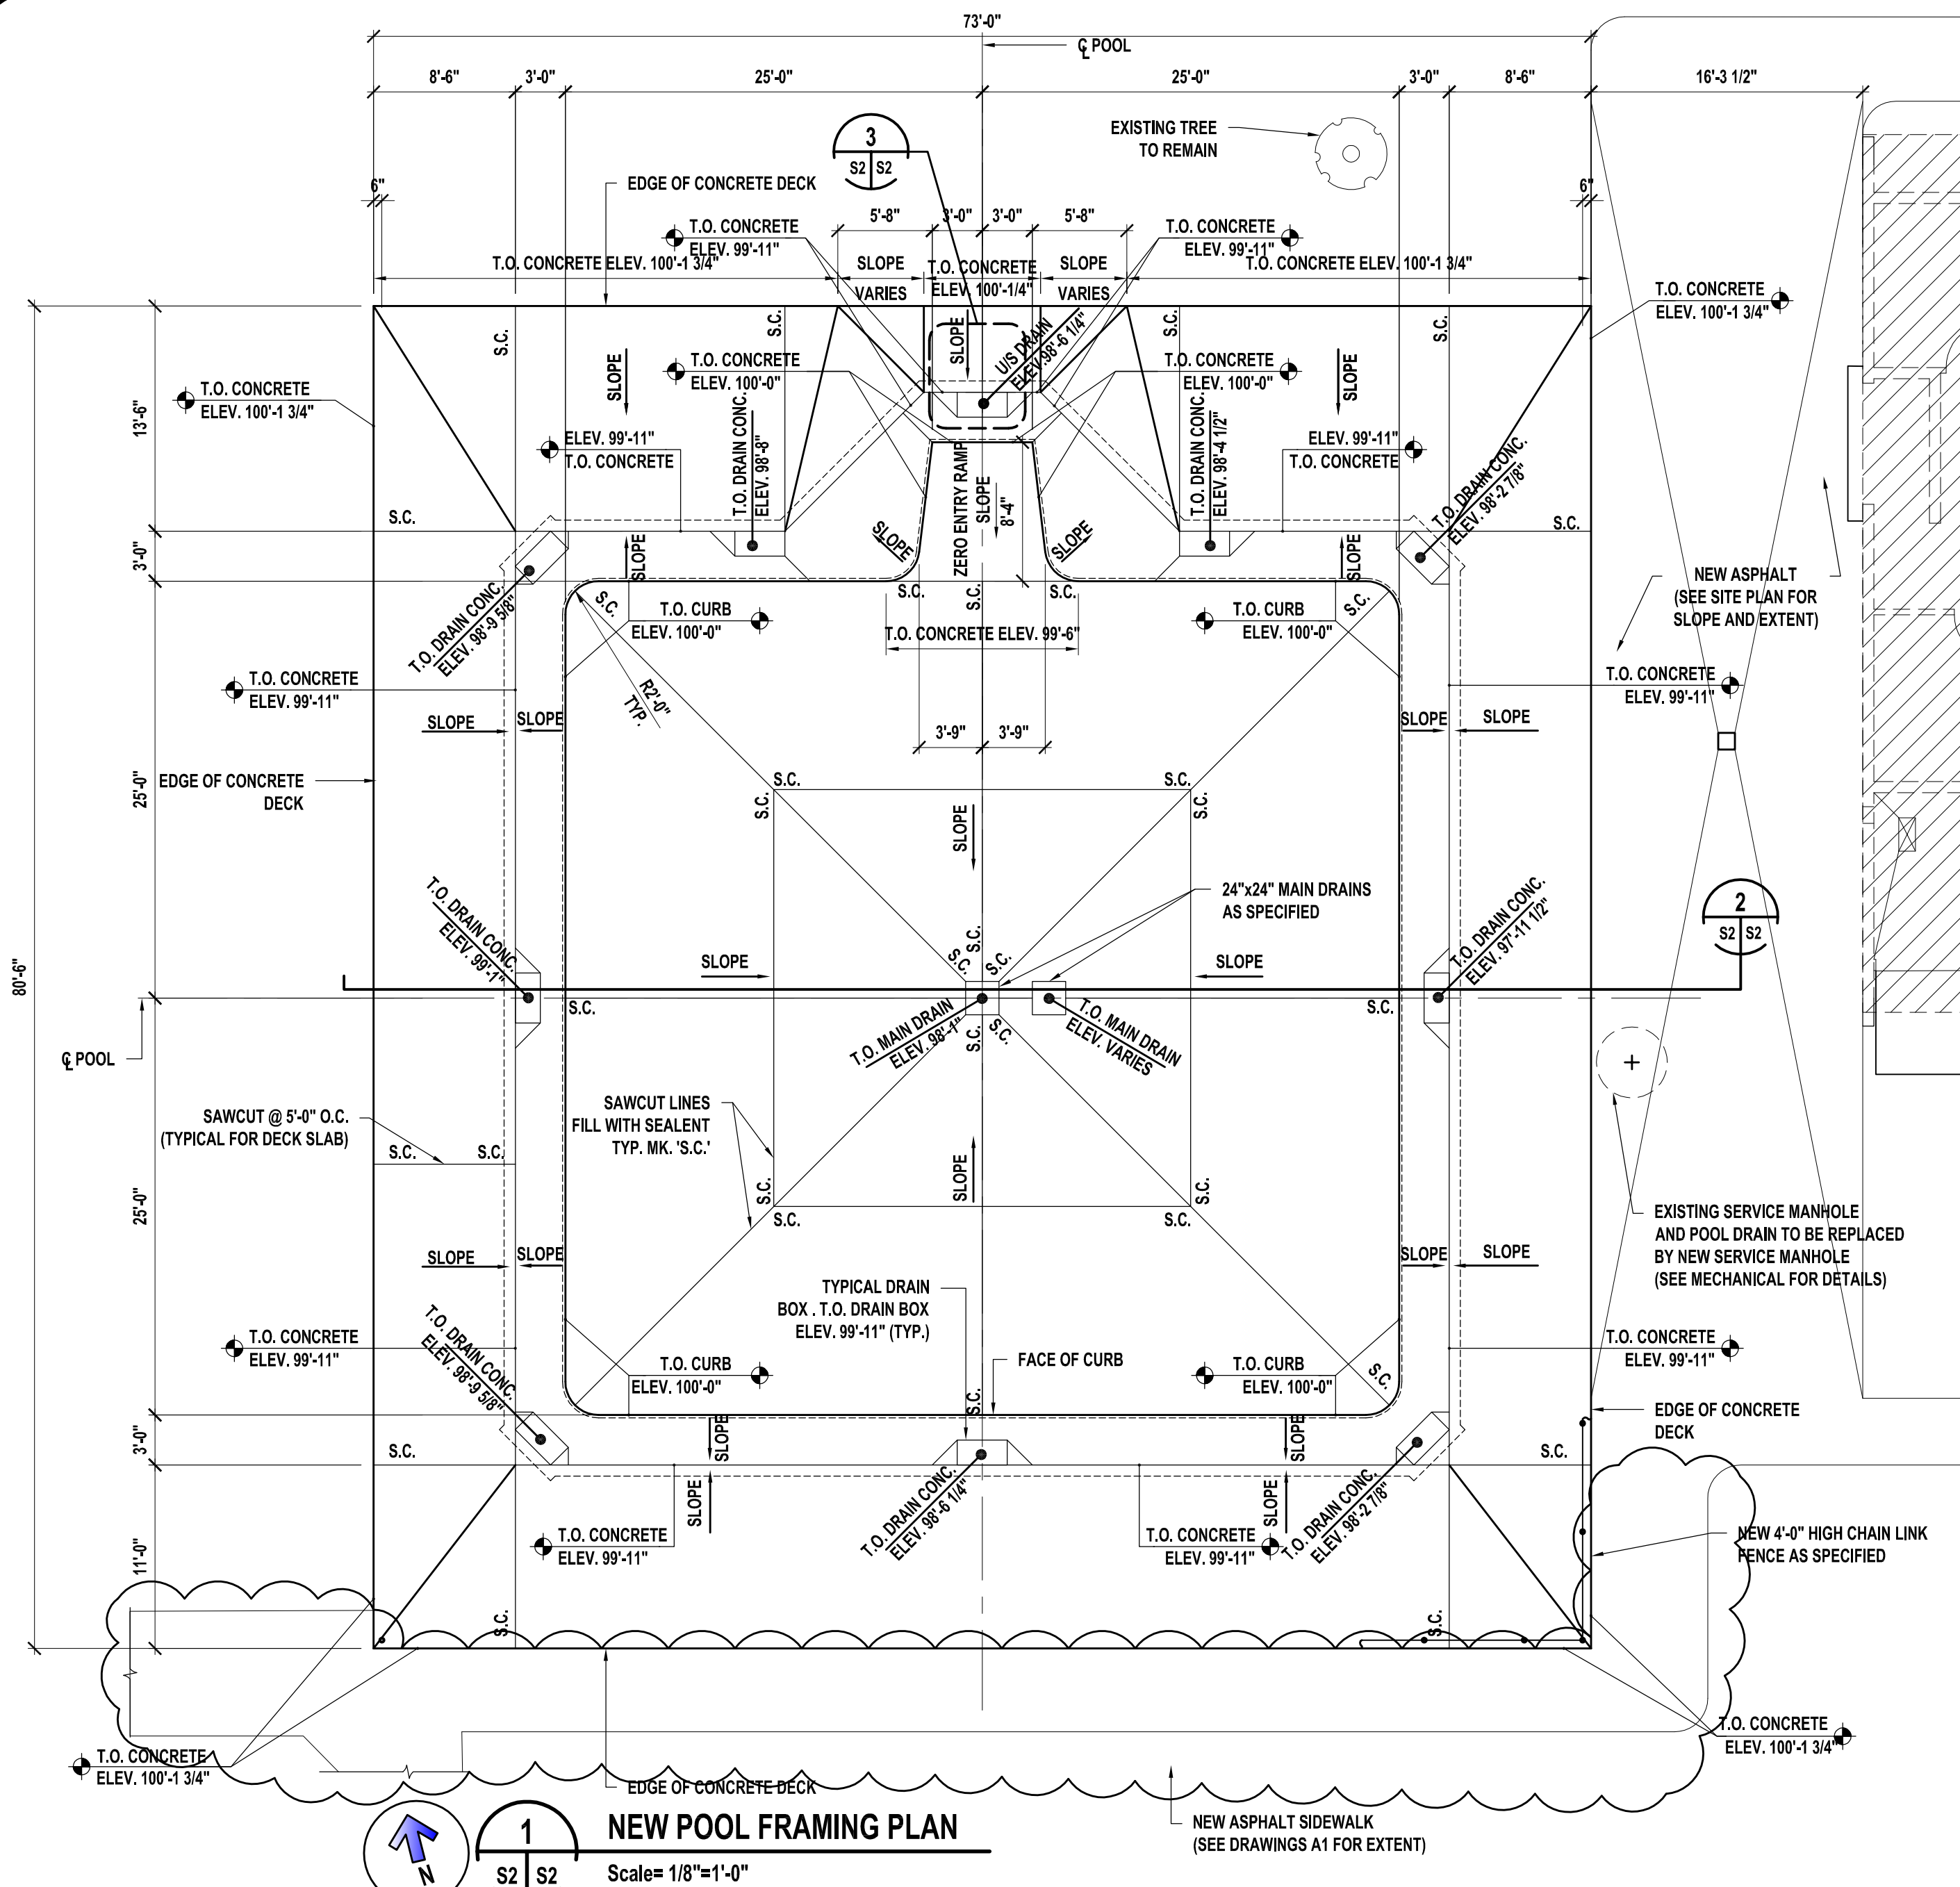 73'-0"
℄ POOL
8'-6"
3'-0"
25'-0"
25'-0"
3'-0"
8'-6"
16'-3 1/2"
3
S2 S2
EXISTING TREE
TO REMAIN
6"
EDGE OF CONCRETE DECK
6"
5'-8"
3'-0"
3'-0"
5'-8"
T.O. CONCRETE
ELEV. 99'-11"
T.O. CONCRETE
ELEV. 99'-11"
T.O. CONCRETE ELEV. 100'-1 3/4"
SLOPE
VARIES
T.O. CONCRETE
ELEV. 100'-1/4"
SLOPE
VARIES
T.O. CONCRETE ELEV. 100'-1 3/4"
T.O. CONCRETE
ELEV. 100'-1 3/4"
S.C.
S.C.
SLOPE
U/S DRAIN
ELEV.98'-6 1/4"
S.C.
S.C.
SLOPE
T.O. CONCRETE
ELEV. 100'-0"
T.O. CONCRETE
ELEV. 100'-0"
SLOPE
T.O. CONCRETE
ELEV. 100'-1 3/4"
13'-6"
ELEV. 99'-11"
T.O. CONCRETE
T.O. DRAIN CONC.
ELEV. 98'-8"
ZERO ENTRY RAMP
SLOPE
8'-4"
T.O. DRAIN CONC.
ELEV. 98'-4 1/2"
ELEV. 99'-11"
T.O. CONCRETE
T.O. DRAIN CONC.
ELEV. 98'-2 7/8"
S.C.
S.C.
3'-0"
SLOPE
SLOPE
SLOPE
SLOPE
T.O. DRAIN CONC.
ELEV. 98'-9 5/8"
S.C.
S.C.
S.C.
S.C.
S.C.
T.O. CURB
ELEV. 100'-0"
T.O. CURB
ELEV. 100'-0"
T.O. CONCRETE ELEV. 99'-6"
NEW ASPHALT
(SEE SITE PLAN FOR
SLOPE AND EXTENT)
T.O. CONCRETE
ELEV. 99'-11"
R2'-0"
TYP.
T.O. CONCRETE
ELEV. 99'-11"
SLOPE
SLOPE
3'-9"
3'-9"
SLOPE
SLOPE
25'-0"
EDGE OF CONCRETE
DECK
S.C.
S.C.
S.C.
S.C.
SLOPE
24"x24" MAIN DRAINS
AS SPECIFIED
2
S2 S2
T.O. DRAIN CONC.
ELEV. 99'-1"
T.O. DRAIN CONC.
ELEV. 97'-11 1/2"
80'-6"
SLOPE
S.C.
S.C.
S.C.
SLOPE
S.C.
S.C.
T.O. MAIN DRAIN
ELEV. 98'-1"
S.C.
S.C.
T.O. MAIN DRAIN
ELEV. VARIES
℄ POOL
SAWCUT @ 5'-0" O.C.
(TYPICAL FOR DECK SLAB)
S.C.
S.C.
SAWCUT LINES
FILL WITH SEALENT
TYP. MK. 'S.C.'
SLOPE
S.C.
S.C.
S.C.
S.C.
25'-0"
EXISTING SERVICE MANHOLE
AND POOL DRAIN TO BE REPLACED
BY NEW SERVICE MANHOLE
(SEE MECHANICAL FOR DETAILS)
SLOPE
SLOPE
SLOPE
SLOPE
TYPICAL DRAIN
BOX . T.O. DRAIN BOX
ELEV. 99'-11" (TYP.)
T.O. CONCRETE
ELEV. 99'-11"
T.O. DRAIN CONC.
ELEV. 98'-9 5/8"
T.O. CURB
ELEV. 100'-0"
FACE OF CURB
T.O. CURB
ELEV. 100'-0"
S.C.
S.C.
T.O. CONCRETE
ELEV. 99'-11"
EDGE OF CONCRETE
DECK
3'-0"
S.C.
SLOPE
SLOPE
S.C.
SLOPE
SLOPE
T.O. DRAIN CONC.
ELEV. 98'-6 1/4"
T.O. DRAIN CONC.
ELEV. 98'-2 7/8"
T.O. CONCRETE
ELEV. 99'-11"
T.O. CONCRETE
ELEV. 99'-11"
NEW 4'-0" HIGH CHAIN LINK
FENCE AS SPECIFIED
11'-0"
S.C.
S.C.
T.O. CONCRETE
ELEV. 100'-1 3/4"
T.O. CONCRETE
ELEV. 100'-1 3/4"
EDGE OF CONCRETE DECK
NEW ASPHALT SIDEWALK
(SEE DRAWINGS A1 FOR EXTENT)
N
1
S2 S2
NEW POOL FRAMING PLAN
Scale= 1/8"=1'-0"